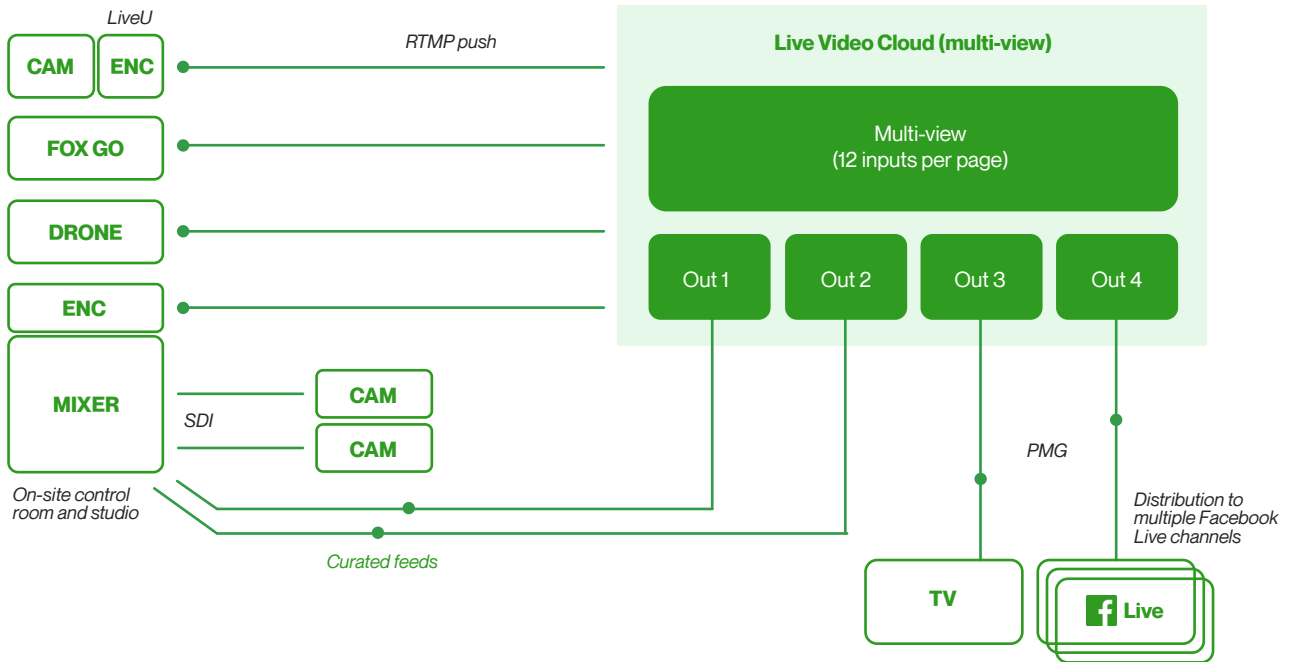 LiveU
CAM
ENC
RTMP push
FOX GO
DRONE
ENC
MIXER
SDI
CAM
CAM
On-site control
room and studio
Curated feeds
Live Video Cloud (multi-view)
Multi-view
(12 inputs per page)
Out 1
Out 2
Out 3
Out 4
PMG
Distribution to
multiple Facebook
Live channels
TV
f Live